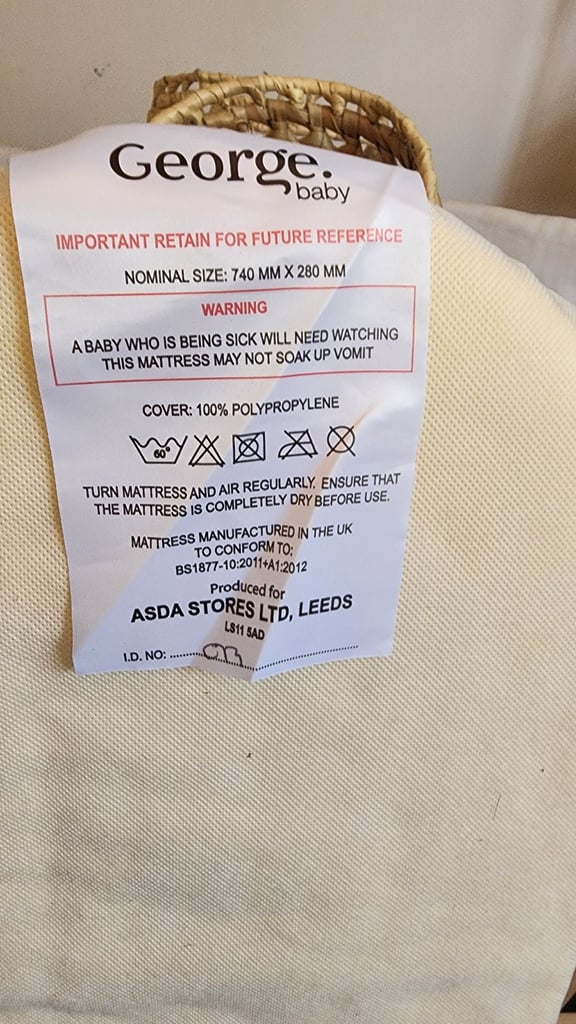 George.
baby
IMPORTANT RETAIN FOR FUTURE REFERENCE
NOMINAL SIZE: 740 MM X 280 MM
WARNING
A BABY WHO IS BEING SICK WILL NEED WATCHING
THIS MATTRESS MAY NOT SOAK UP VOMIT
COVER: 100% POLYPROPYLENE
60°
TURN MATTRESS AND AIR REGULARLY. ENSURE THAT
THE MATTRESS IS COMPLETELY DRY BEFORE USE.
MATTRESS MANUFACTURED IN THE UK
TO CONFORM TO:
BS1877-10:2011+A1:2012
Produced for
ASDA STORES LTD, LEEDS
LS11 5AD
I.D. NO: